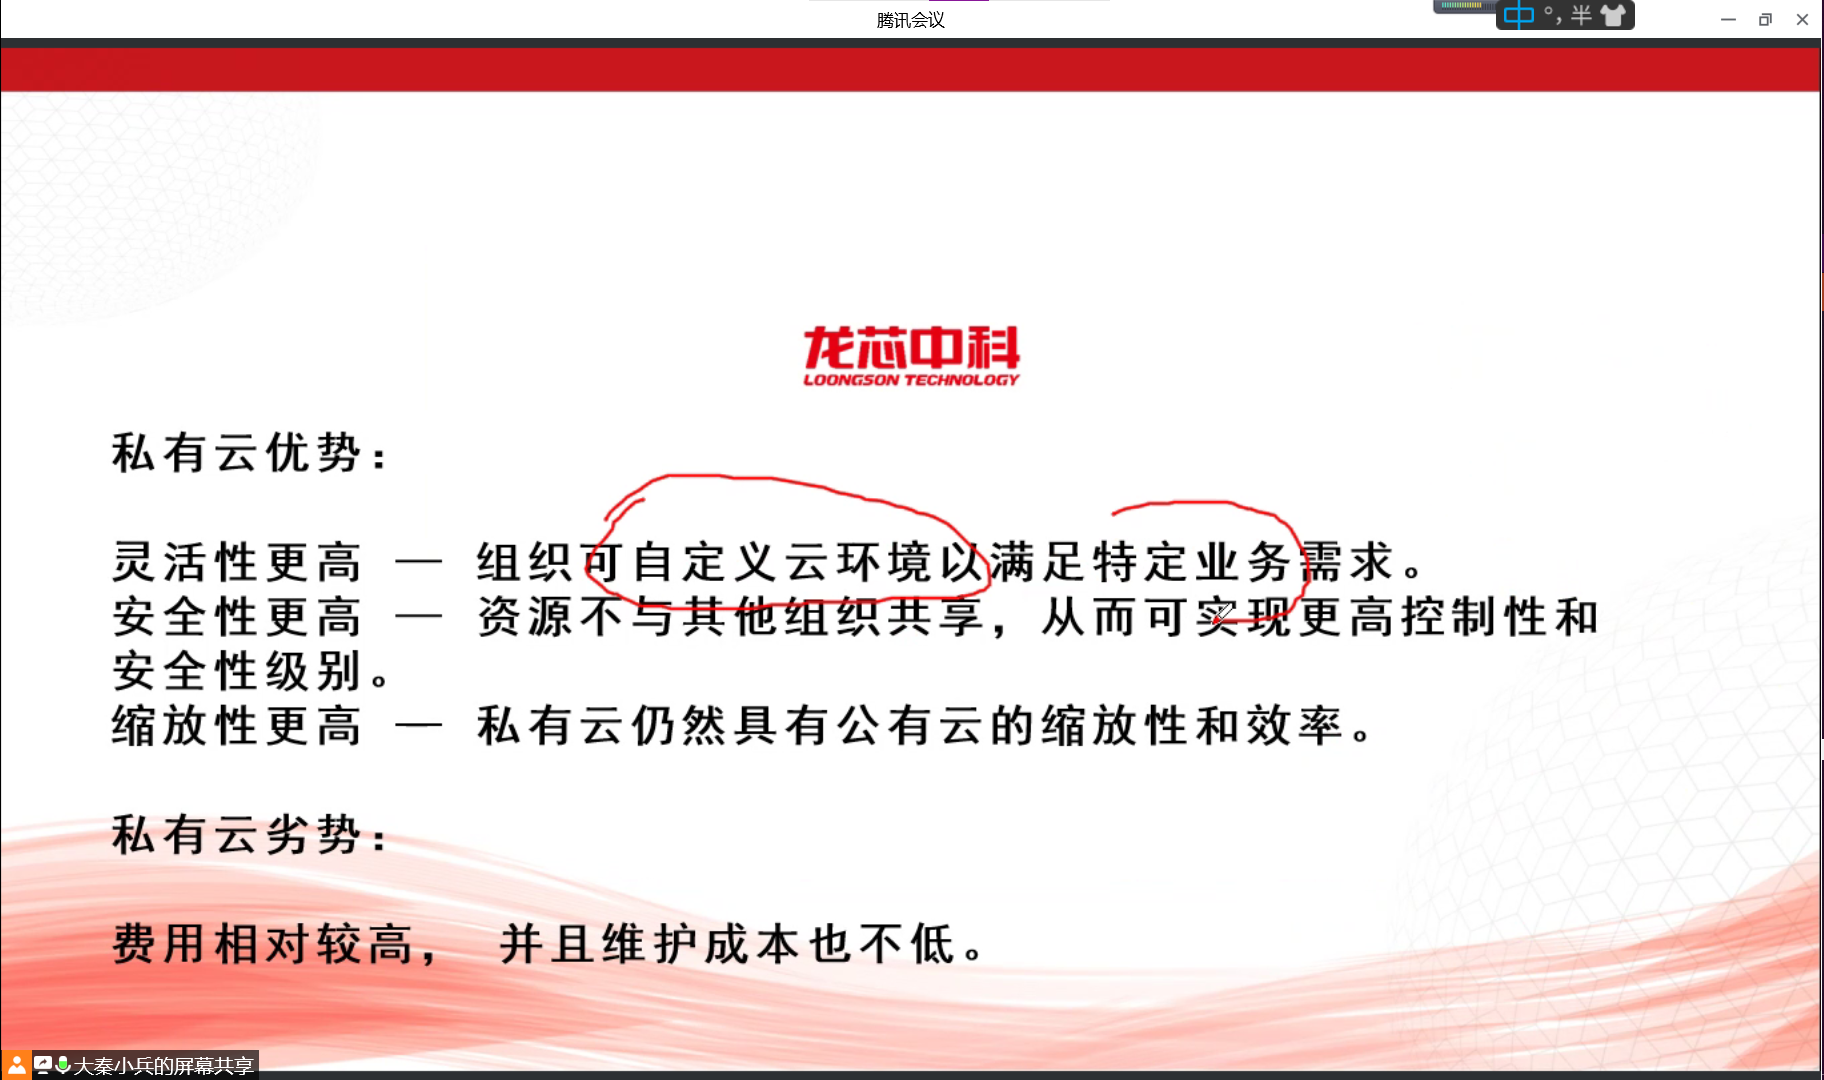 腾讯会议
中 °, 半
龙芯中科
LOONGSON TECHNOLOGY
私有云优势：
灵活性更高 — 组织可自定义云环境以满足特定业务需求。
安全性更高 — 资源不与其他组织共享，从而可实现更高控制性和
安全性级别。
缩放性更高 — 私有云仍然具有公有云的缩放性和效率。
私有云劣势：
费用相对较高， 并且维护成本也不低。
大秦小兵的屏幕共享